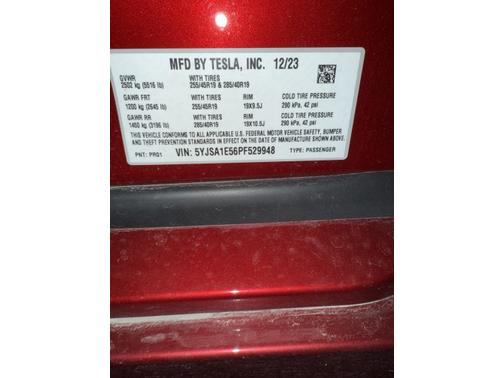 MFD BY TESLA, INC. 12/23
GVWR WITH TIRES
2502 kg (5516 lb) 255/45R19 & 285/40R19
GAWR FRT WITH TIRES RIM COLD TIRE PRESSURE
1200 kg (2645 lb) 255/45R19 19X9.5J 290 kPa, 42 psi
GAWR RR WITH TIRES RIM COLD TIRE PRESSURE
1450 kg (3196 lb) 285/40R19 19X10.5J 290 kPa, 42 psi
THIS VEHICLE CONFORMS TO ALL APPLICABLE U.S. FEDERAL MOTOR VEHICLE SAFETY, BUMPER
AND THEFT PREVENTION STANDARDS IN EFFECT ON THE DATE OF MANUFACTURE SHOWN ABOVE.
PNT: PR01 VIN: 5YJSA1E56PF529948 TYPE: PASSENGER